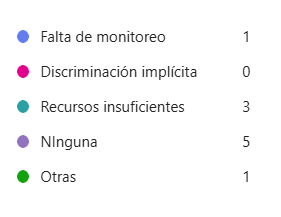 Falta de monitoreo 1
Discriminación implícita 0
Recursos insuficientes 3
NInguna 5
Otras 1